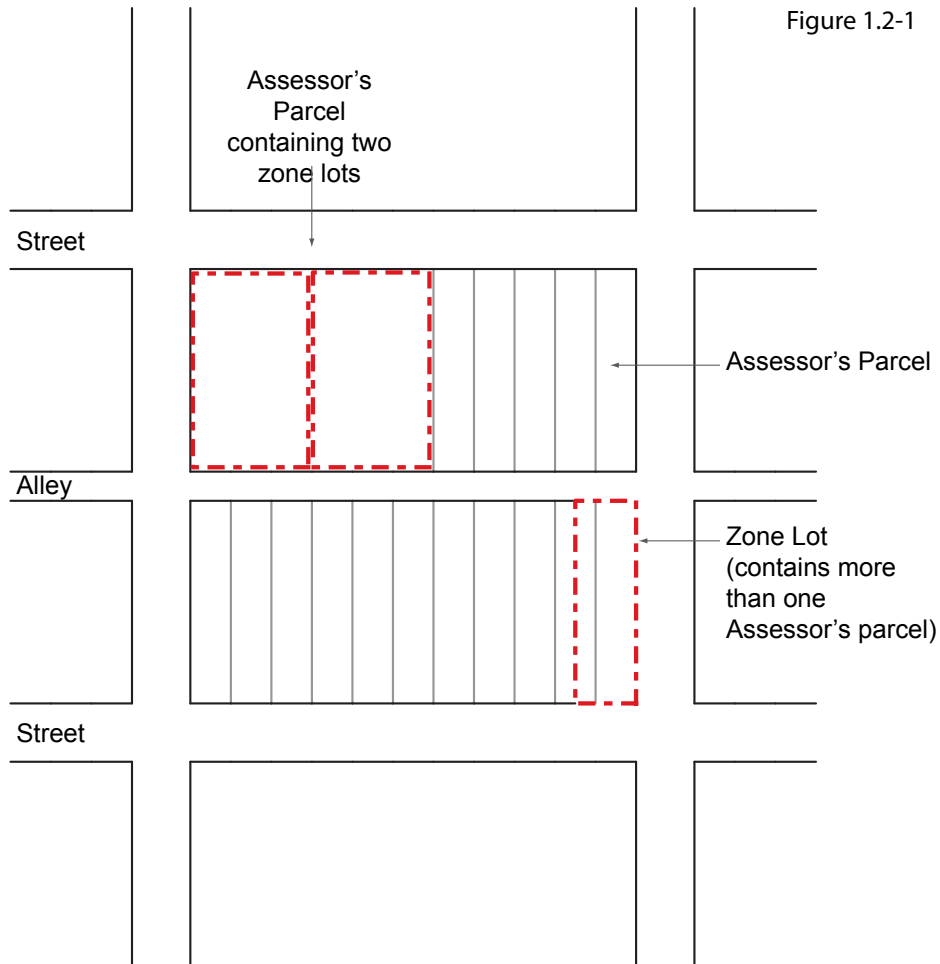 Figure 1.2-1
Assessor's
Parcel
containing two
zone lots
Street
Assessor's Parcel
Alley
Zone Lot
(contains more
than one
Assessor's parcel)
Street